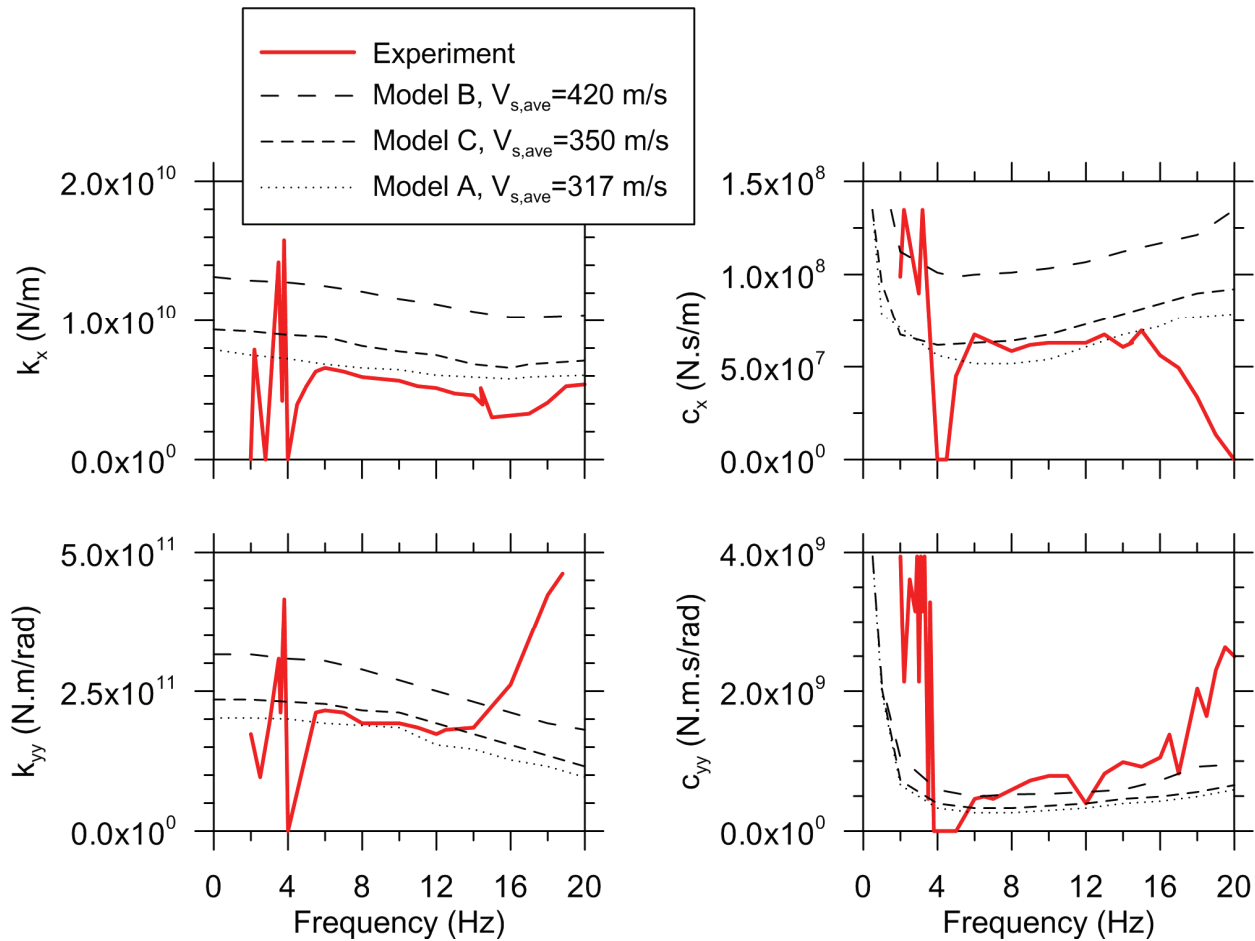 Experiment
Model B, Vs,ave=420 m/s
Model C, Vs,ave=350 m/s
Model A, Vs,ave=317 m/s
2.0x10^10
1.0x10^10
0.0x10^0
kx (N/m)
1.5x10^8
1.0x10^8
5.0x10^7
0.0x10^0
cx (N.s/m)
5.0x10^11
2.5x10^11
0.0x10^0
kyy (N.m/rad)
0 4 8 12 16 20
Frequency (Hz)
4.0x10^9
2.0x10^9
0.0x10^0
cyy (N.m.s/rad)
0 4 8 12 16 20
Frequency (Hz)